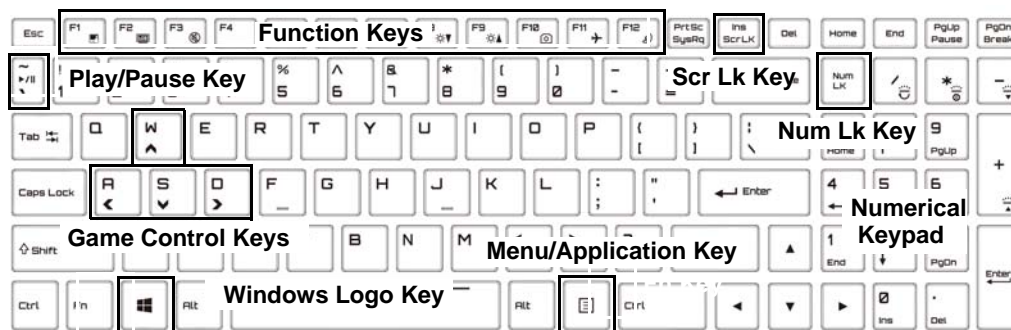 Esc F1 F2 F3 F4 Function Keys F9 F10 F11 F12 PrtSc SysRq Ins ScrLK Del Home End PgUp Pause PgDn Break
~ ` Play/Pause Key % 5 ^ 6 & 7 * 8 ( 9 ) 0 _ - Scr Lk Key Num LK / * -
Tab Q W E R T Y U I O P { [ } ] | \ Num Lk Key Home 9 PgUp
Caps Lock A S D F G H J K L : ; " ' Enter 4 5 6 +
Shift Game Control Keys B N M Menu/Application Key 1 End Numerical Keypad PgDn
Ctrl Fn Windows Logo Key Alt Alt Ctrl 0 Ins . Del Enter